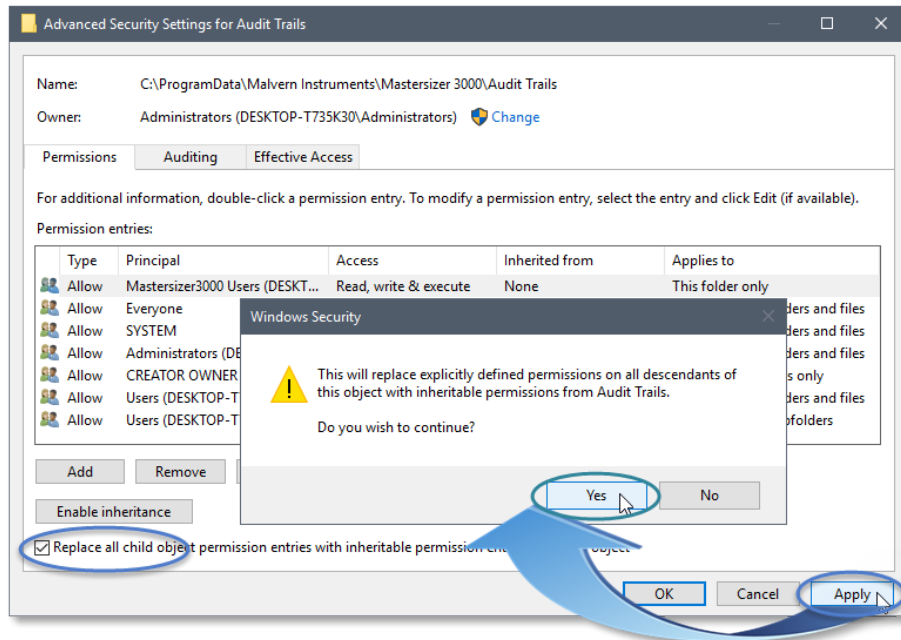 Advanced Security Settings for Audit Trails
Name: C:\ProgramData\Malvern Instruments\Mastersizer 3000\Audit Trails
Owner: Administrators (DESKTOP-T735K30\Administrators) Change
Permissions Auditing Effective Access
For additional information, double-click a permission entry. To modify a permission entry, select the entry and click Edit (if available).
Permission entries:
Type Principal Access Inherited from Applies to
Allow Mastersizer3000 Users (DESKT... Read, write & execute None This folder only
Allow Everyone ders and files
Allow SYSTEM ders and files
Allow Administrators (DE ders and files
Allow CREATOR OWNER s only
Allow Users (DESKTOP-T ders and files
Allow Users (DESKTOP-T folders
Windows Security
This will replace explicitly defined permissions on all descendants of
this object with inheritable permissions from Audit Trails.
Do you wish to continue?
Yes No
Add Remove
Enable inheritance
Replace all child object permission entries with inheritable permission object
OK Cancel Apply